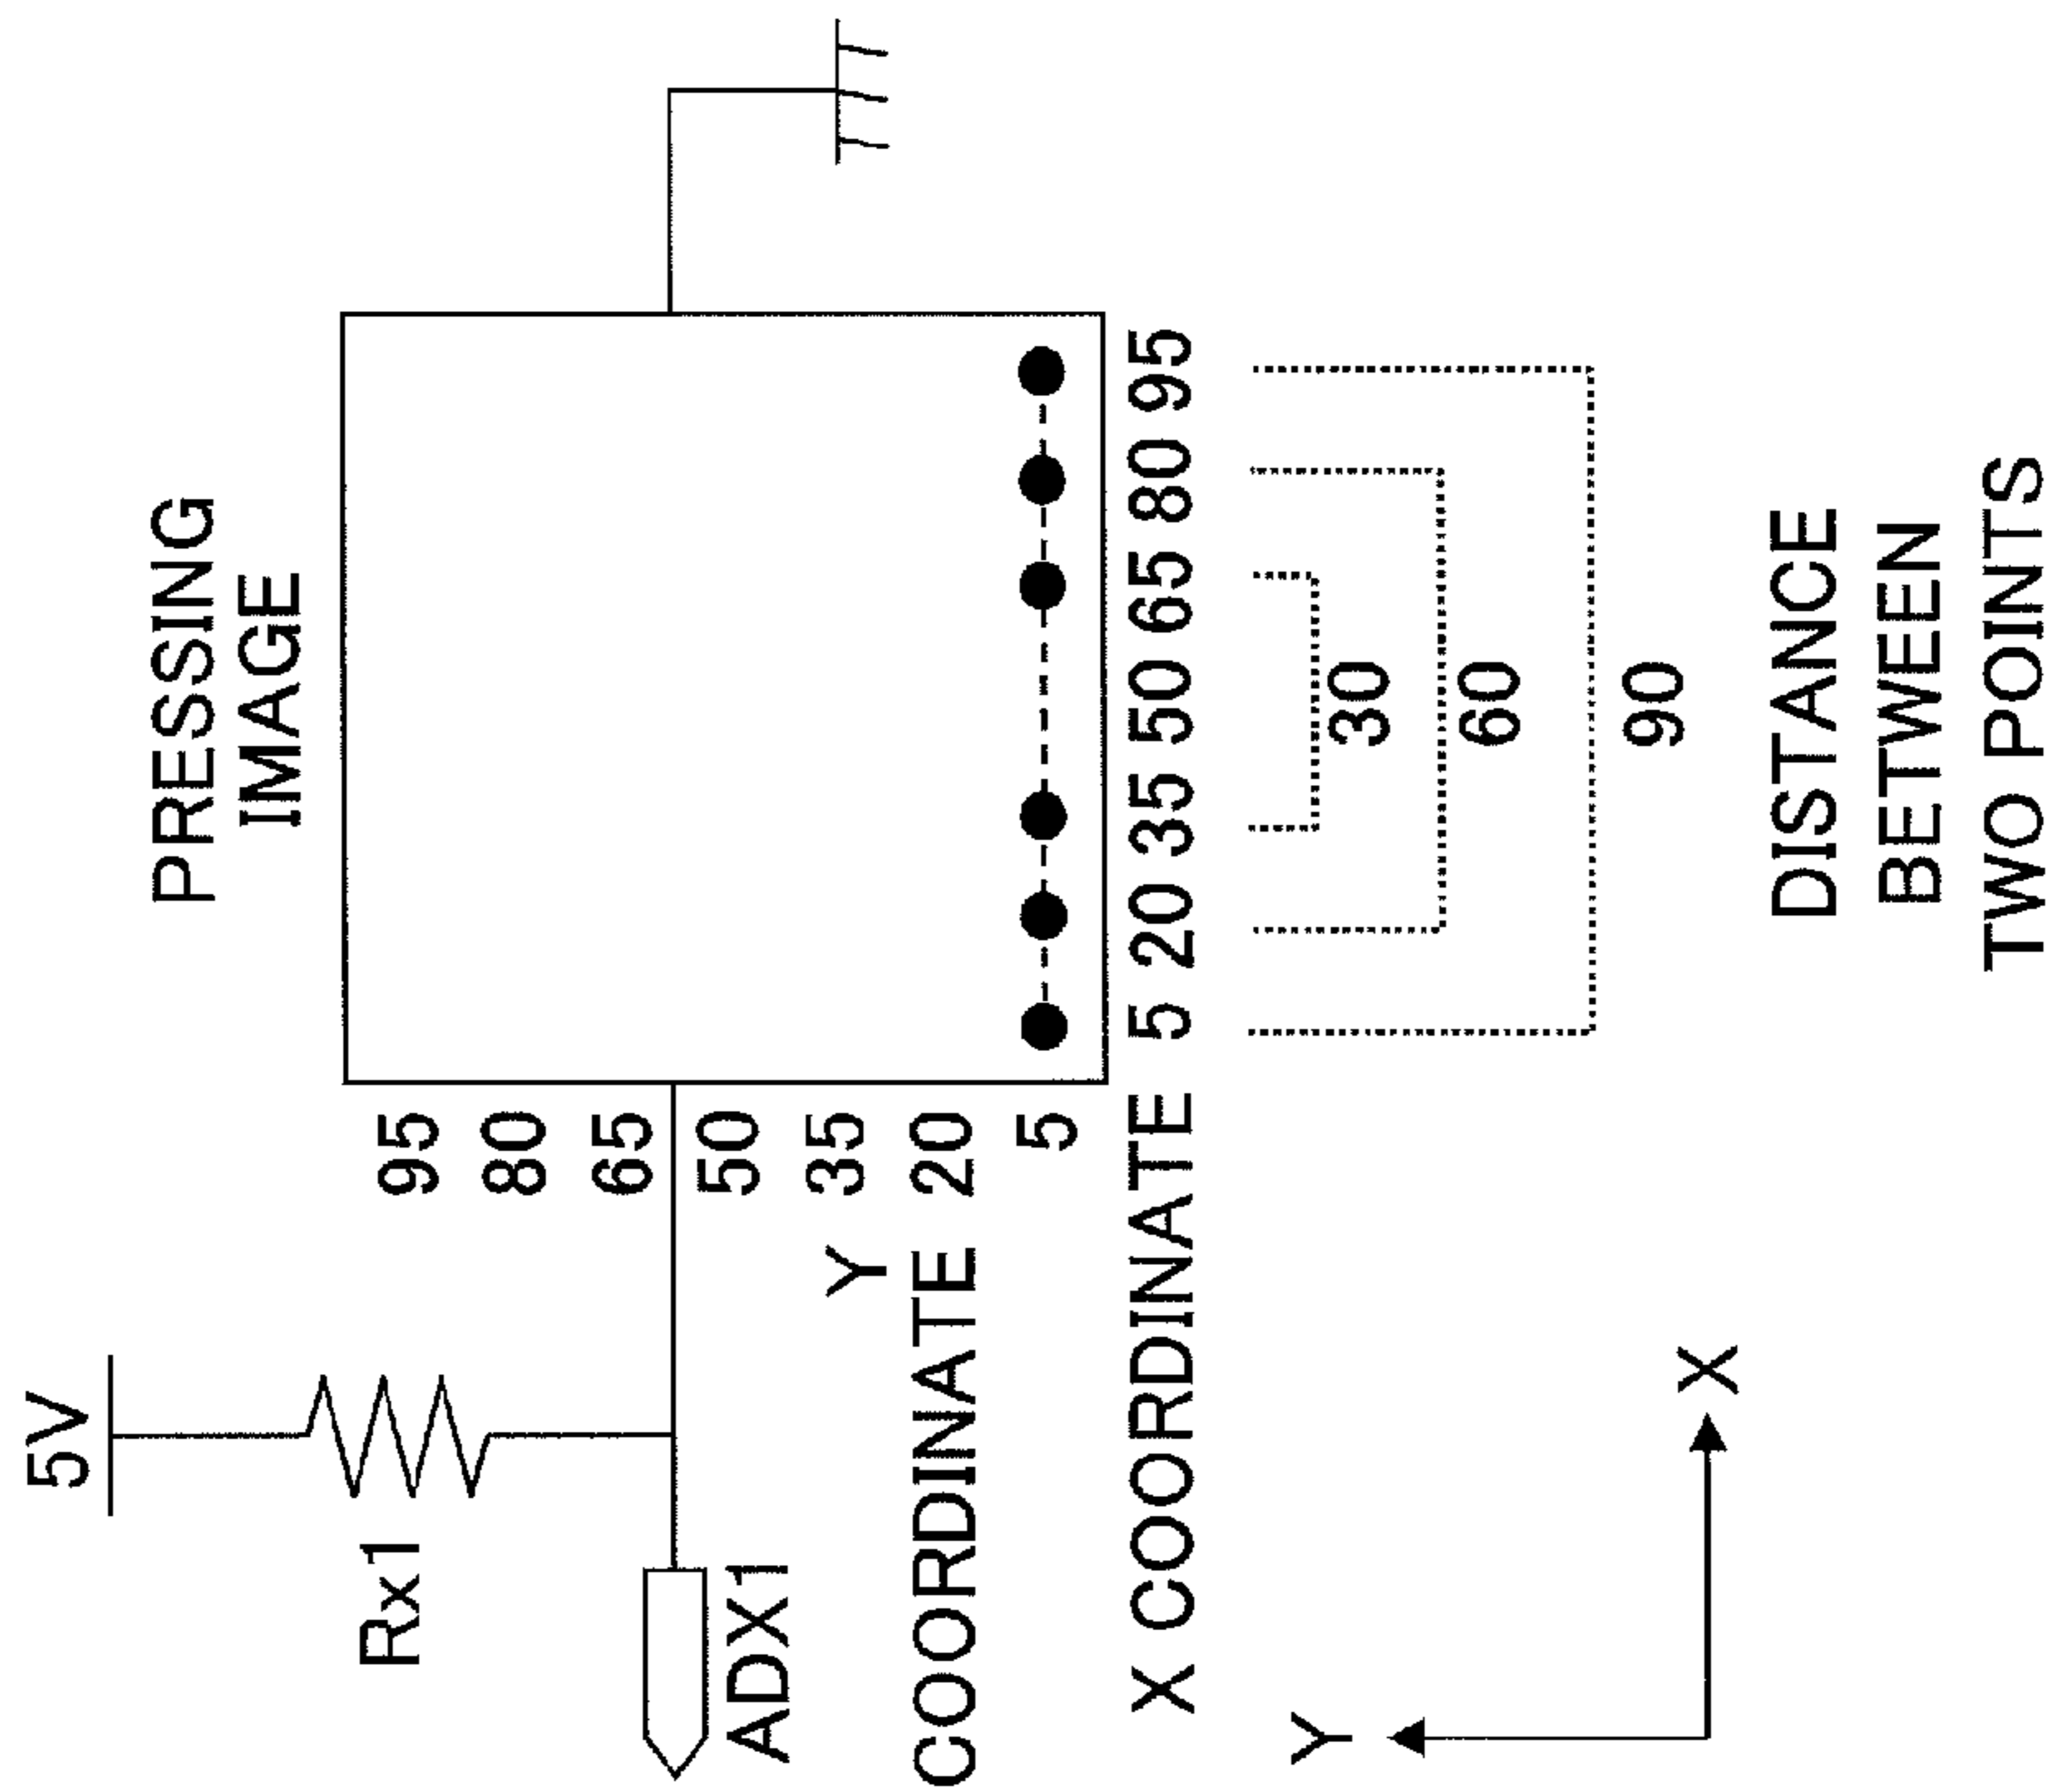 PRESSING
IMAGE
5V
Rx1
ADX1
Y
COORDINATE
95
80
65
50
35
20
5
X COORDINATE 5 20 35 50 65 80 95
30
60
90
DISTANCE
BETWEEN
TWO POINTS
Y
X